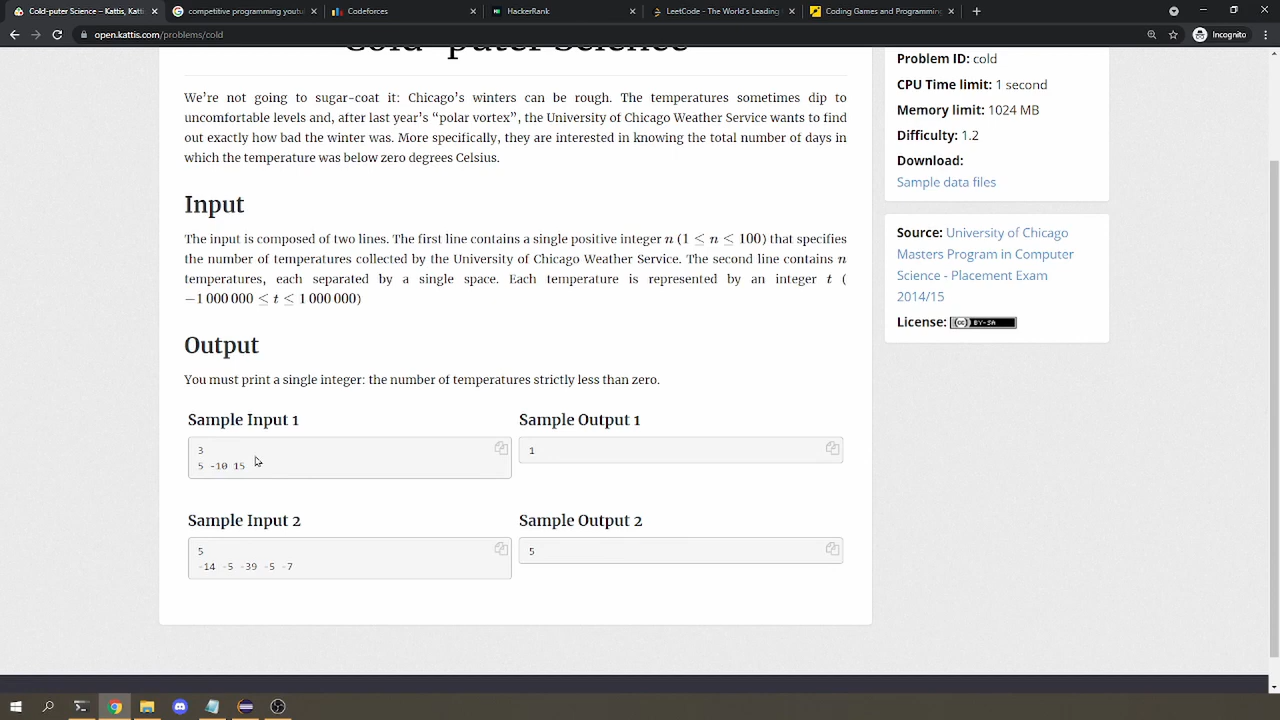 Cold-puter Science – Kattis, Katti
competitive programming youtub
Codeforces
HackerRank
LeetCode - The World's Leading
Coding Games and Programming
open.kattis.com/problems/cold
Incognito
Cold-puter Science
We're not going to sugar-coat it: Chicago's winters can be rough. The temperatures sometimes dip to
uncomfortable levels and, after last year's “polar vortex”, the University of Chicago Weather Service wants to find
out exactly how bad the winter was. More specifically, they are interested in knowing the total number of days in
which the temperature was below zero degrees Celsius.
Input
The input is composed of two lines. The first line contains a single positive integer n (1 ≤ n ≤ 100) that specifies
the number of temperatures collected by the University of Chicago Weather Service. The second line contains n
temperatures, each separated by a single space. Each temperature is represented by an integer t (
−1 000 000 ≤ t ≤ 1 000 000)
Output
You must print a single integer: the number of temperatures strictly less than zero.
Sample Input 1
Sample Output 1
3
5 -10 15
1
Sample Input 2
Sample Output 2
5
-14 -5 -39 -5 -7
5
Problem ID: cold
CPU Time limit: 1 second
Memory limit: 1024 MB
Difficulty: 1.2
Download:
Sample data files
Source: University of Chicago
Masters Program in Computer
Science - Placement Exam
2014/15
License: (cc) BY-SA